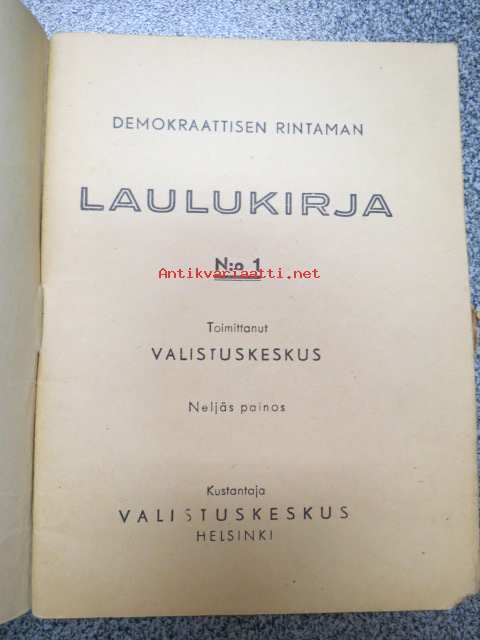 DEMOKRAATTISEN RINTAMAN
LAULUKIRJA
N:o 1
Antikvariaatti.net
Toimittanut
VALISTUSKESKUS
Neljäs painos
Kustantaja
VALISTUSKESKUS
HELSINKI